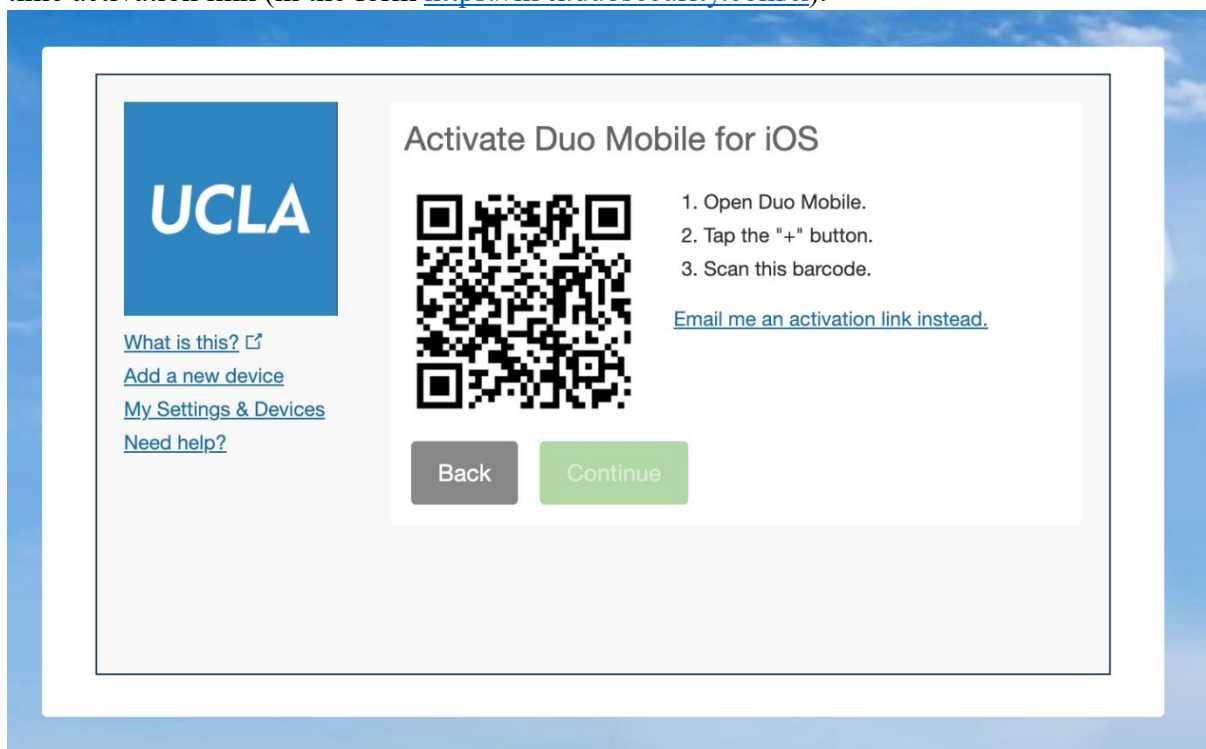 UCLA
What is this?
Add a new device
My Settings & Devices
Need help?
Activate Duo Mobile for iOS
1. Open Duo Mobile.
2. Tap the "+" button.
3. Scan this barcode.
Email me an activation link instead.
Back
Continue